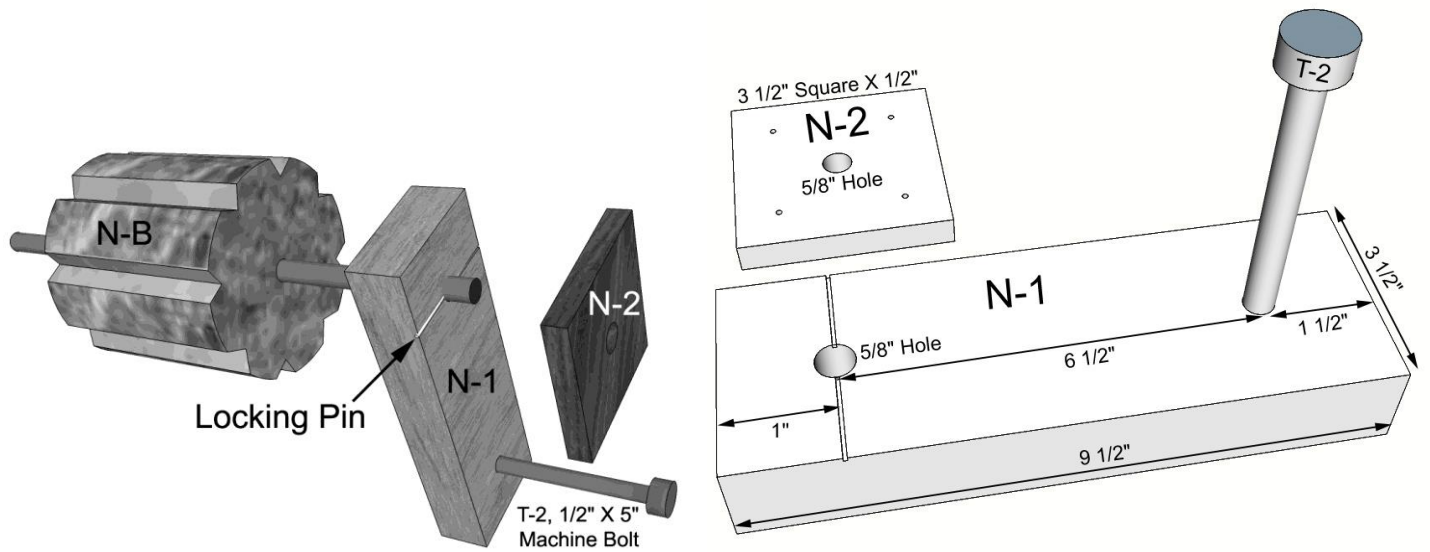 N-B
N-2
N-1
Locking Pin
T-2, 1/2" X 5"
Machine Bolt
3 1/2" Square X 1/2"
N-2
5/8" Hole
T-2
N-1
3 1/2"
5/8" Hole
6 1/2"
1 1/2"
1"
9 1/2"